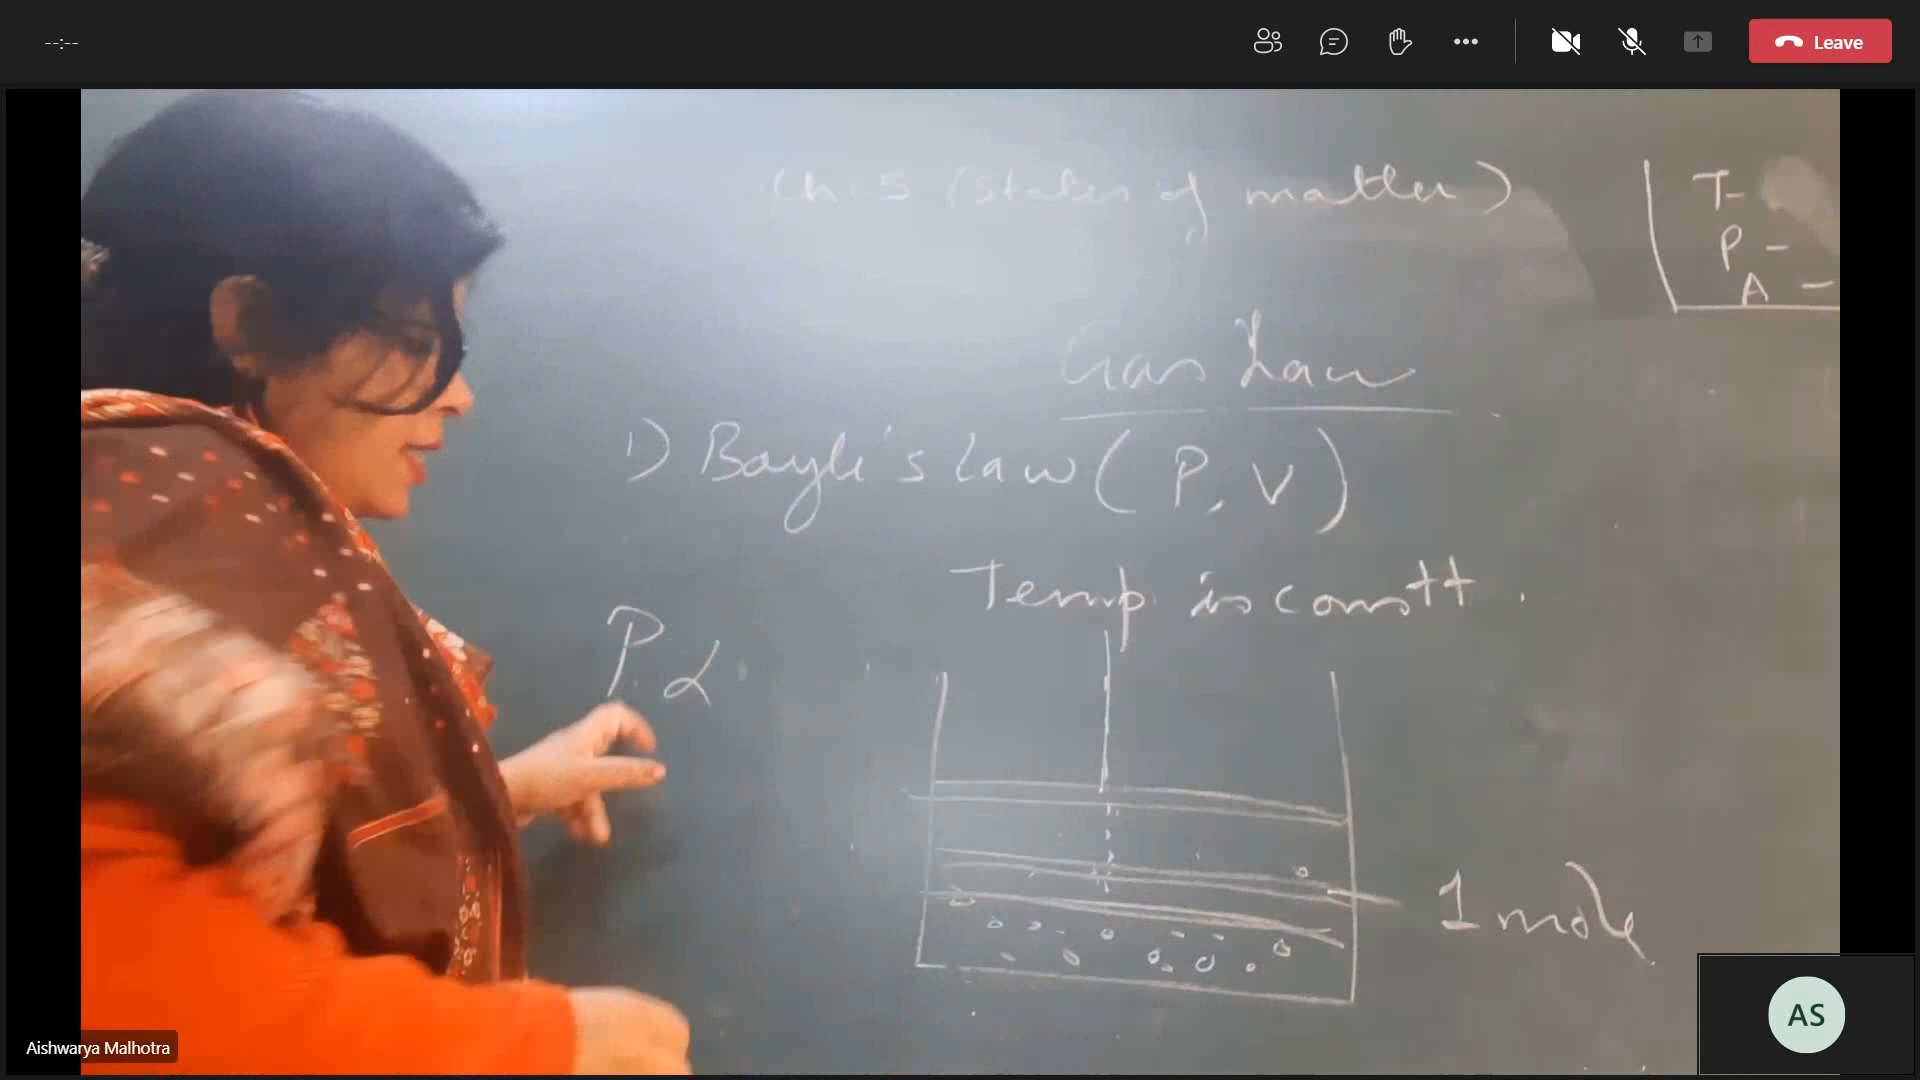 --:--
Leave
Ch. 5 (States of matter)
T-
P -
A -
Gas Law
1) Boyle's Law (P, V)
Temp. is constt.
P α
1 mole
Aishwarya Malhotra
AS